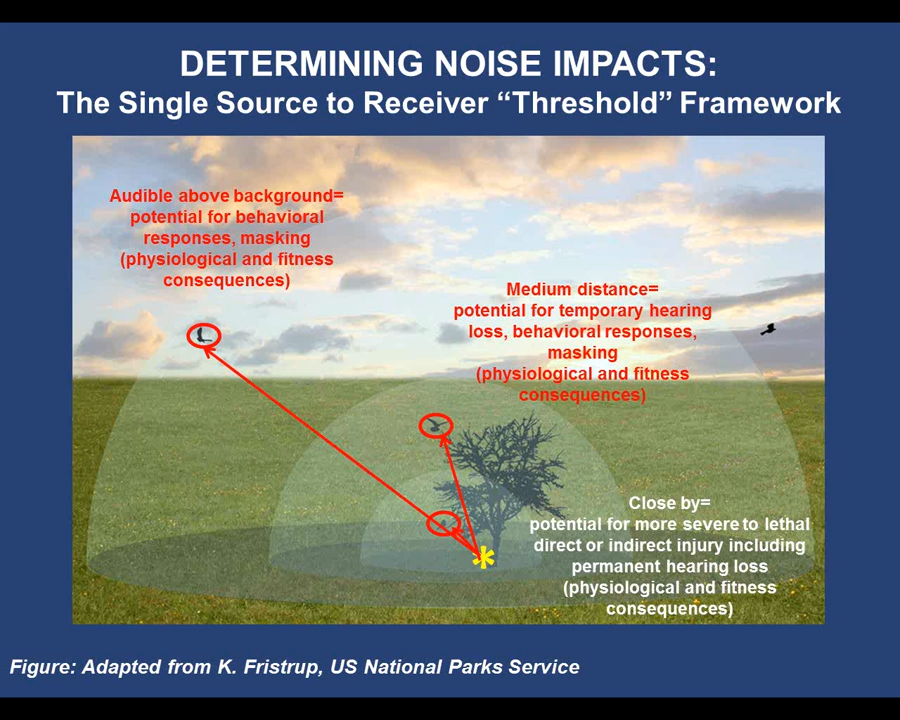 DETERMINING NOISE IMPACTS:
The Single Source to Receiver “Threshold” Framework
Audible above background=
potential for behavioral
responses, masking
(physiological and fitness
consequences)
Medium distance=
potential for temporary hearing
loss, behavioral responses,
masking
(physiological and fitness
consequences)
Close by=
potential for more severe to lethal
direct or indirect injury including
permanent hearing loss
(physiological and fitness
consequences)
Figure: Adapted from K. Fristrup, US National Parks Service